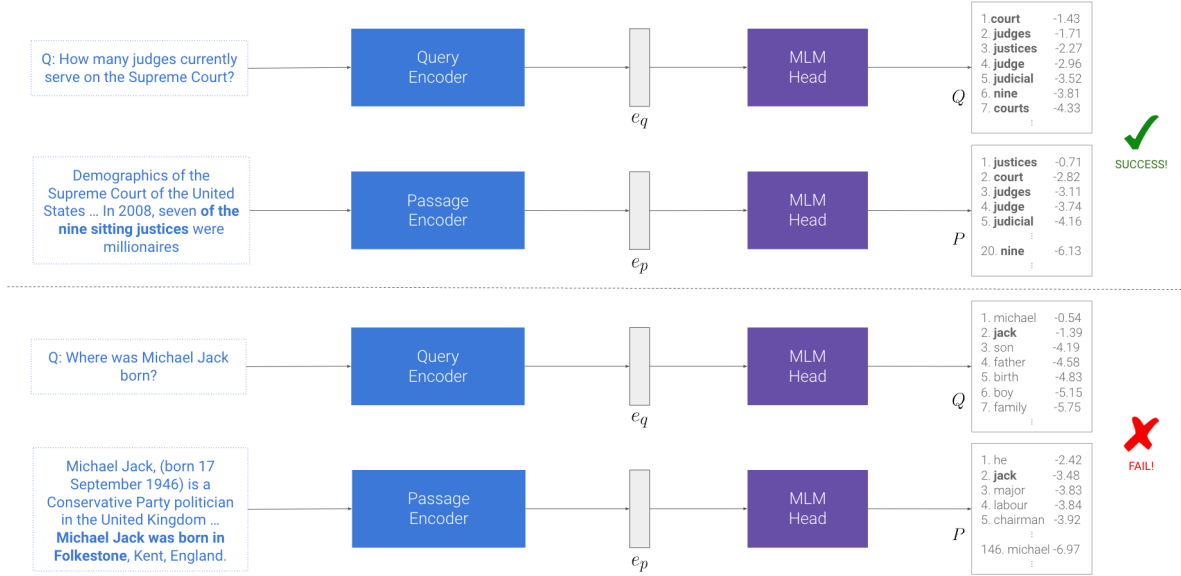 Q: How many judges currently
serve on the Supreme Court?
Query
Encoder
e_q
MLM
Head
Q
1.court -1.43
2. judges -1.71
3. justices -2.27
4. judge -2.96
5. judicial -3.52
6. nine -3.81
7. courts -4.33
⋮
Demographics of the
Supreme Court of the United
States ... In 2008, seven of the
nine sitting justices were
millionaires
Passage
Encoder
e_p
MLM
Head
P
1. justices -0.71
2. court -2.82
3. judges -3.11
4. judge -3.74
5. judicial -4.16
⋮
20. nine -6.13
⋮
✓
SUCCESS!
Q: Where was Michael Jack
born?
Query
Encoder
e_q
MLM
Head
Q
1. michael -0.54
2. jack -1.39
3. son -4.19
4. father -4.58
5. birth -4.83
6. boy -5.15
7. family -5.75
⋮
Michael Jack, (born 17
September 1946) is a
Conservative Party politician
in the United Kingdom ...
Michael Jack was born in
Folkestone, Kent, England.
Passage
Encoder
e_p
MLM
Head
P
1. he -2.42
2. jack -3.48
3. major -3.83
4. labour -3.84
5. chairman -3.92
⋮
146. michael -6.97
⋮
✘
FAIL!